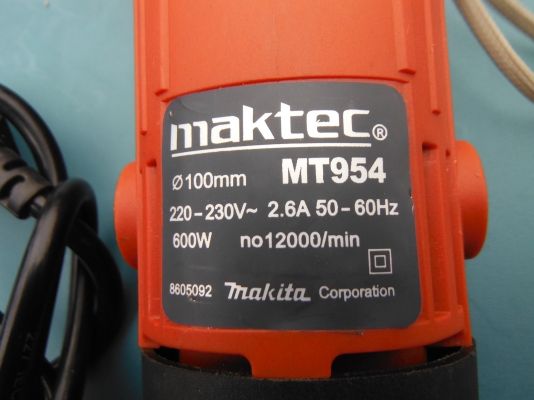 maktec®
Ø100mm MT954
220-230V~ 2.6A 50-60Hz
600W no12000/min
8605092 makita Corporation